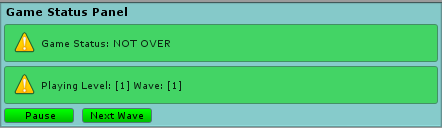 Game Status Panel
Game Status: NOT OVER
Playing Level: [1] Wave: [1]
Pause Next Wave